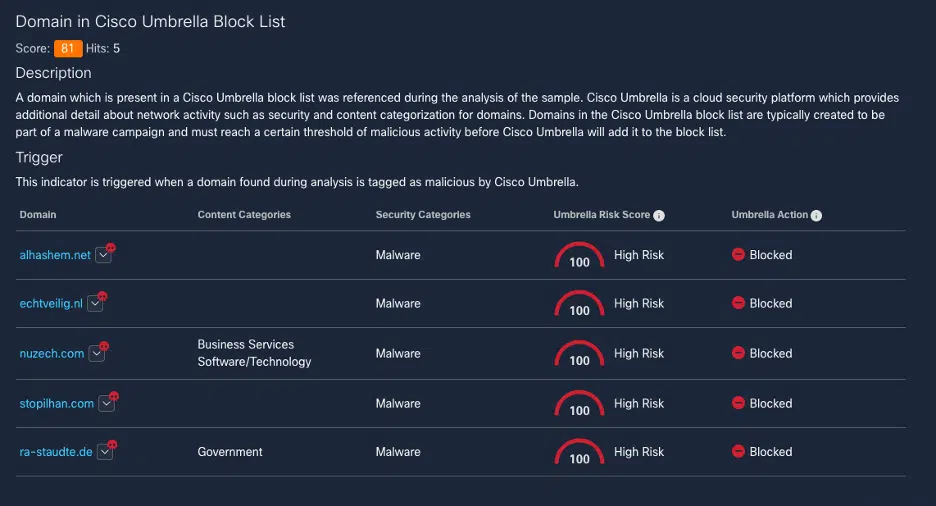 Domain in Cisco Umbrella Block List
Score: 81 Hits: 5
Description
A domain which is present in a Cisco Umbrella block list was referenced during the analysis of the sample. Cisco Umbrella is a cloud security platform which provides
additional detail about network activity such as security and content categorization for domains. Domains in the Cisco Umbrella block list are typically created to be
part of a malware campaign and must reach a certain threshold of malicious activity before Cisco Umbrella will add it to the block list.
Trigger
This indicator is triggered when a domain found during analysis is tagged as malicious by Cisco Umbrella.
Domain Content Categories Security Categories Umbrella Risk Score Umbrella Action
alhashem.net Malware 100 High Risk Blocked
echtveilig.nl Malware 100 High Risk Blocked
nuzech.com Business Services Malware 100 High Risk Blocked
Software/Technology
stopilhan.com Malware 100 High Risk Blocked
ra-staudte.de Government Malware 100 High Risk Blocked